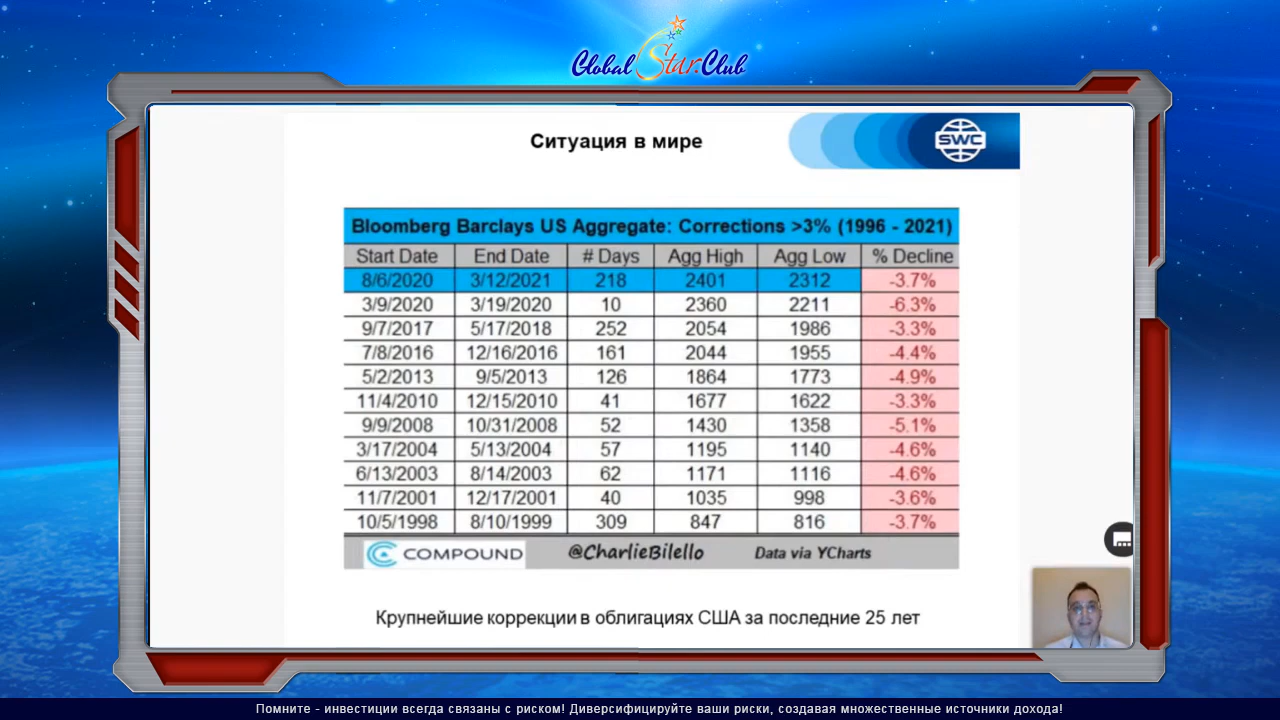 Global Star.Club
Ситуация в мире
SWC
Bloomberg Barclays US Aggregate: Corrections >3% (1996 - 2021)
Start Date End Date # Days Agg High Agg Low % Decline
8/6/2020 3/12/2021 218 2401 2312 -3.7%
3/9/2020 3/19/2020 10 2360 2211 -6.3%
9/7/2017 5/17/2018 252 2054 1986 -3.3%
7/8/2016 12/16/2016 161 2044 1955 -4.4%
5/2/2013 9/5/2013 126 1864 1773 -4.9%
11/4/2010 12/15/2010 41 1677 1622 -3.3%
9/9/2008 10/31/2008 52 1430 1358 -5.1%
3/17/2004 5/13/2004 57 1195 1140 -4.6%
6/13/2003 8/14/2003 62 1171 1116 -4.6%
11/7/2001 12/17/2001 40 1035 998 -3.6%
10/5/1998 8/10/1999 309 847 816 -3.7%
COMPOUND @CharlieBilello Data via YCharts
Крупнейшие коррекции в облигациях США за последние 25 лет
Помните - инвестиции всегда связаны с риском! Диверсифицируйте ваши риски, создавая множественные источники дохода!